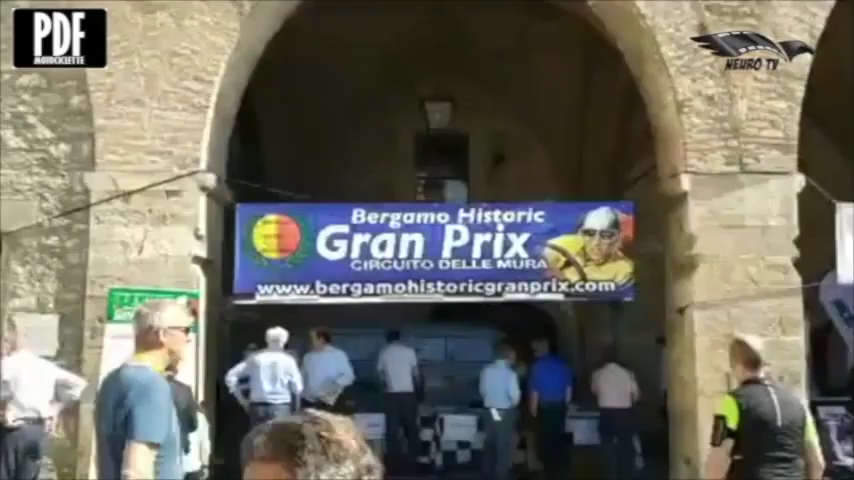 PDF
MOTOCICLETTE
NEURO TV
Bergamo Historic
Gran Prix
CIRCUITO DELLE MURA
www.bergamohistoricgranprix.com